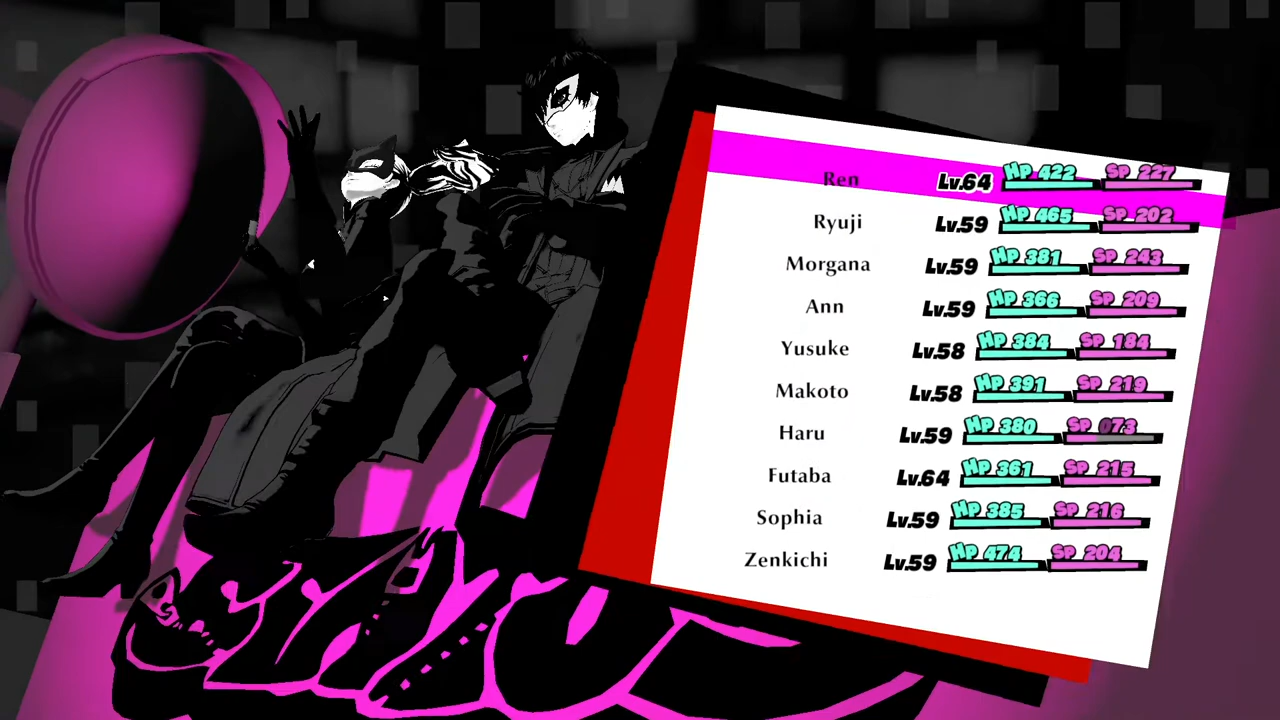 Ren Lv.64 HP 422 SP 227
Ryuji Lv.59 HP 465 SP 202
Morgana Lv.59 HP 381 SP 243
Ann Lv.59 HP 366 SP 209
Yusuke Lv.58 HP 384 SP 184
Makoto Lv.58 HP 391 SP 219
Haru Lv.59 HP 380 SP 073
Futaba Lv.64 HP 361 SP 215
Sophia Lv.59 HP 385 SP 216
Zenkichi Lv.59 HP 474 SP 204